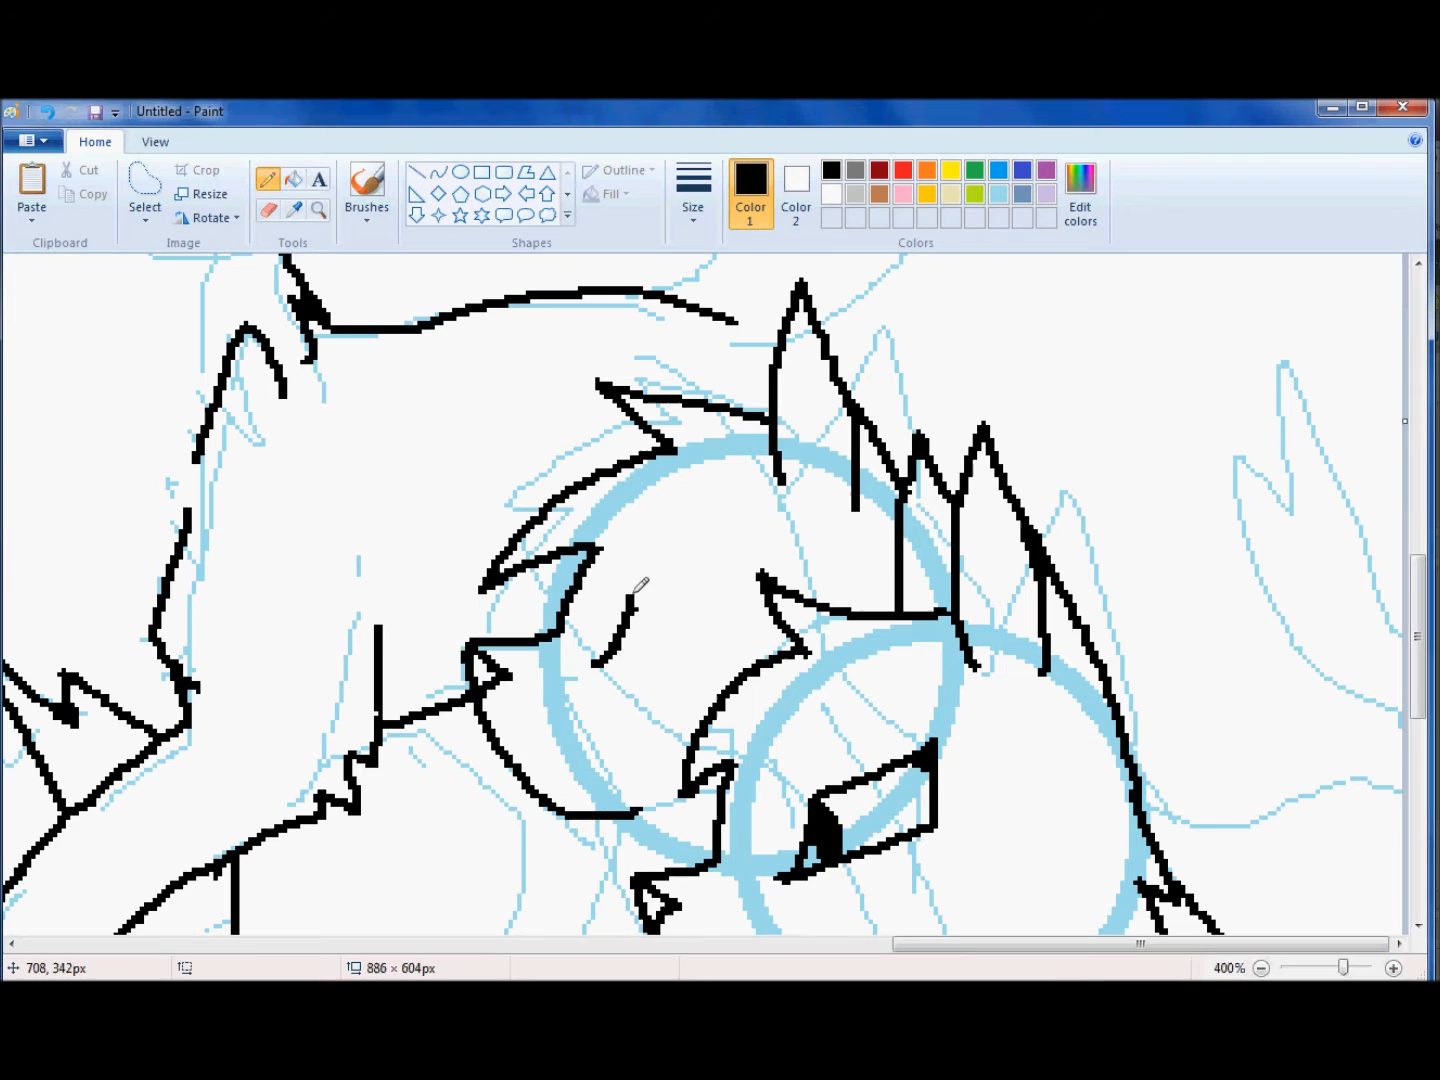 Untitled - Paint
Home View
Paste
Cut
Copy
Clipboard
Select
Crop
Resize
Rotate
Image
A
Tools
Brushes
Shapes
Outline
Fill
Size
Color 1
Color 2
Edit colors
Colors
708, 342px
886 × 604px
400%